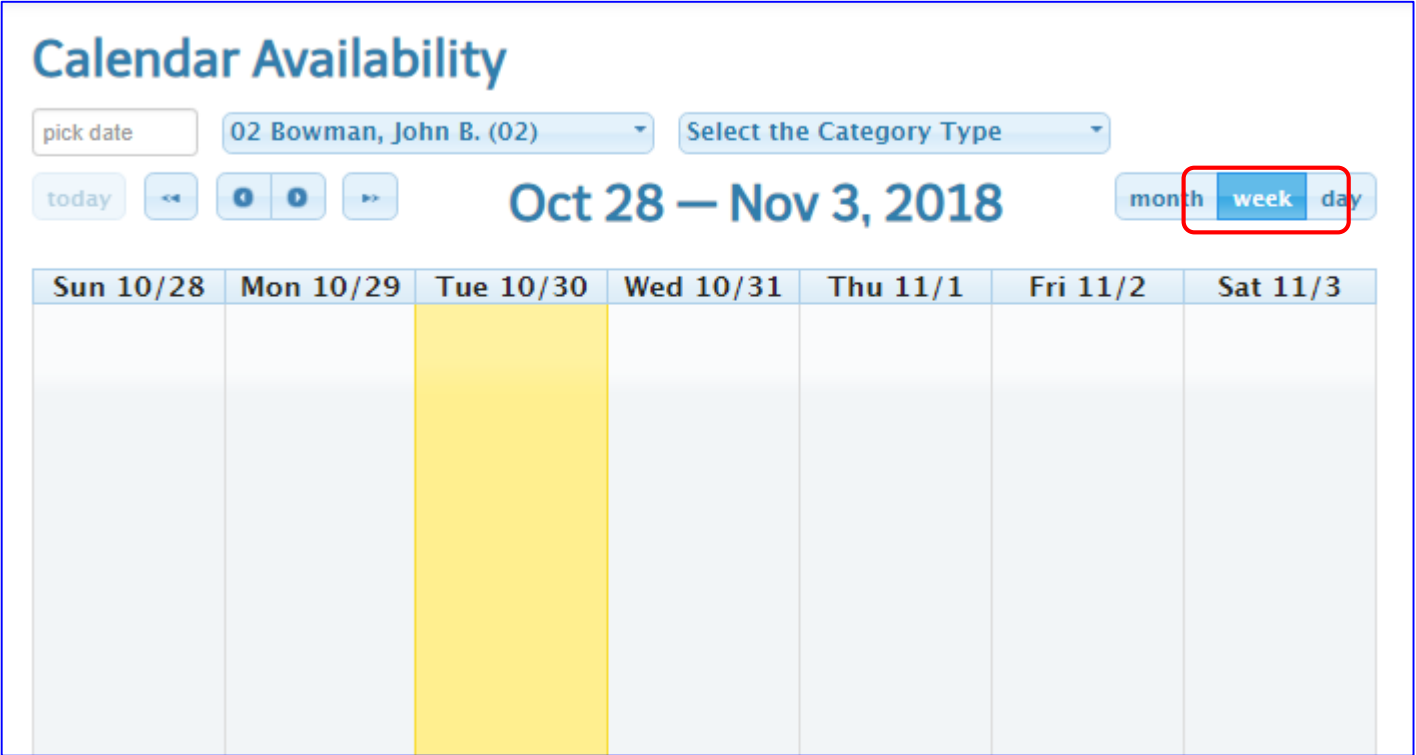 Calendar Availability
pick date 02 Bowman, John B. (02) Select the Category Type
today Oct 28 — Nov 3, 2018 month week day
Sun 10/28 Mon 10/29 Tue 10/30 Wed 10/31 Thu 11/1 Fri 11/2 Sat 11/3